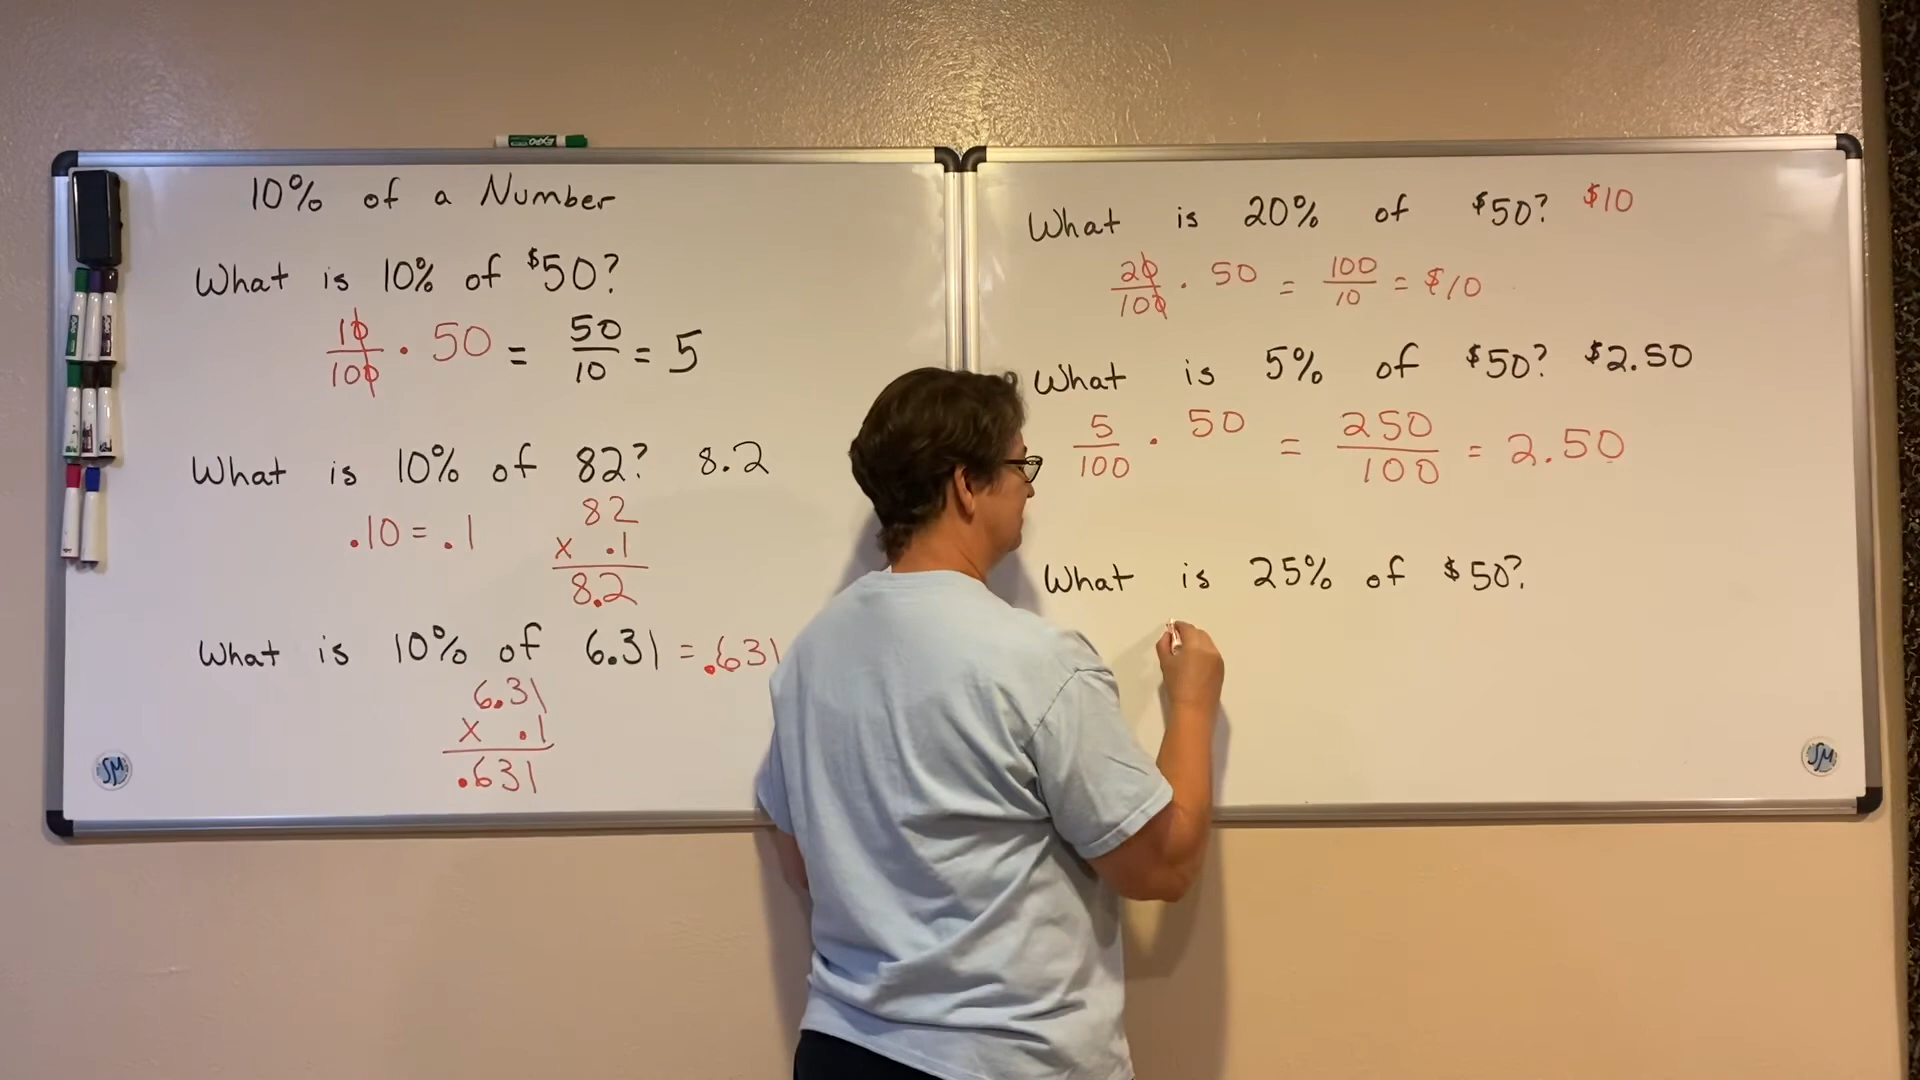 10% of a Number
What is 10% of $50?
10/100 · 50 = 50/10 = 5
What is 10% of 82? 8.2
.10 = .1
82
x .1
8.2
What is 10% of 6.31 = .631
6.31
x .1
.631
SM
What is 20% of $50? $10
20/100 · 50 = 100/10 = $10
What is 5% of $50? $2.50
5/100 · 50 = 250/100 = 2.50
What is 25% of $50?
SM
EXPO